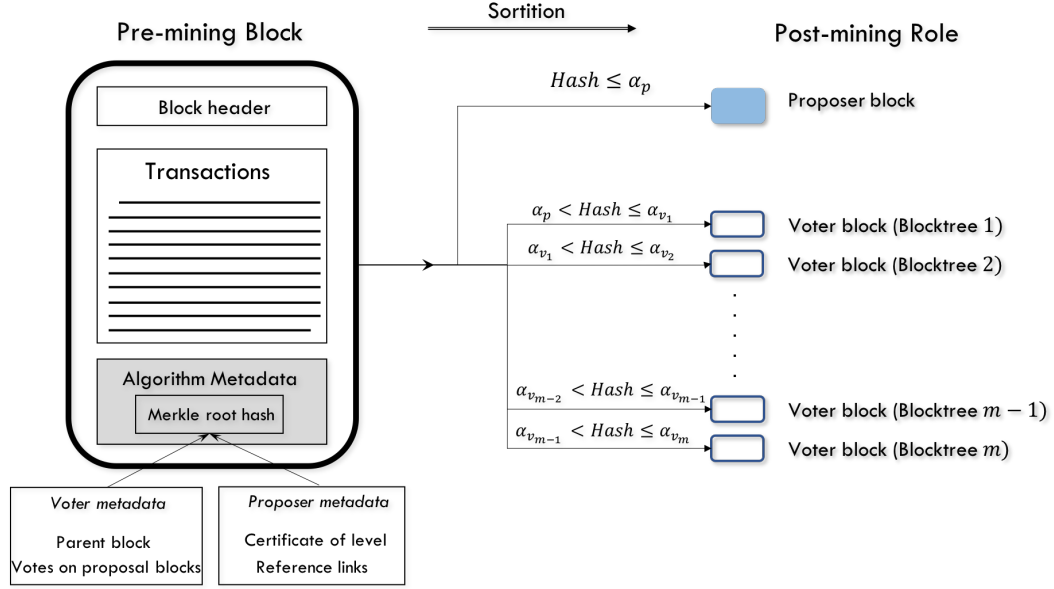 Sortition
Pre-mining Block
Post-mining Role
Block header
Transactions
Algorithm Metadata
Merkle root hash
Voter metadata
Parent block
Votes on proposal blocks
Proposer metadata
Certificate of level
Reference links
Hash ≤ α_p
Proposer block
α_p < Hash ≤ α_{v_1}
Voter block (Blocktree 1)
α_{v_1} < Hash ≤ α_{v_2}
Voter block (Blocktree 2)
α_{v_{m-2}} < Hash ≤ α_{v_{m-1}}
Voter block (Blocktree m − 1)
α_{v_{m-1}} < Hash ≤ α_{v_m}
Voter block (Blocktree m)